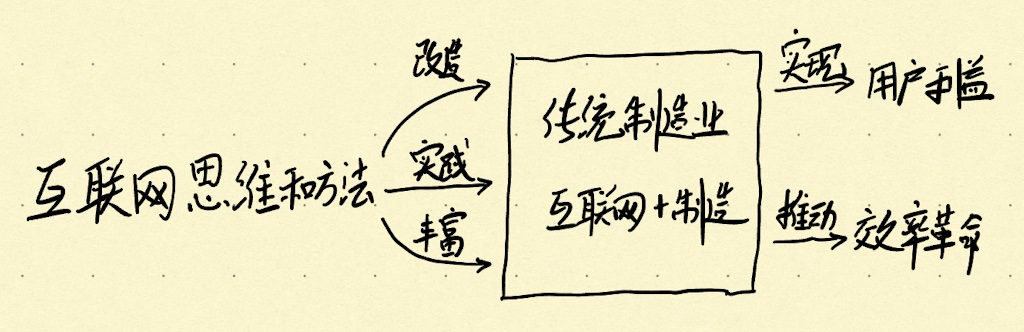 互联网思维和方法
改造
实践
丰富
传统制造业
互联网+制造
实现
用户利益
推动
效率革命